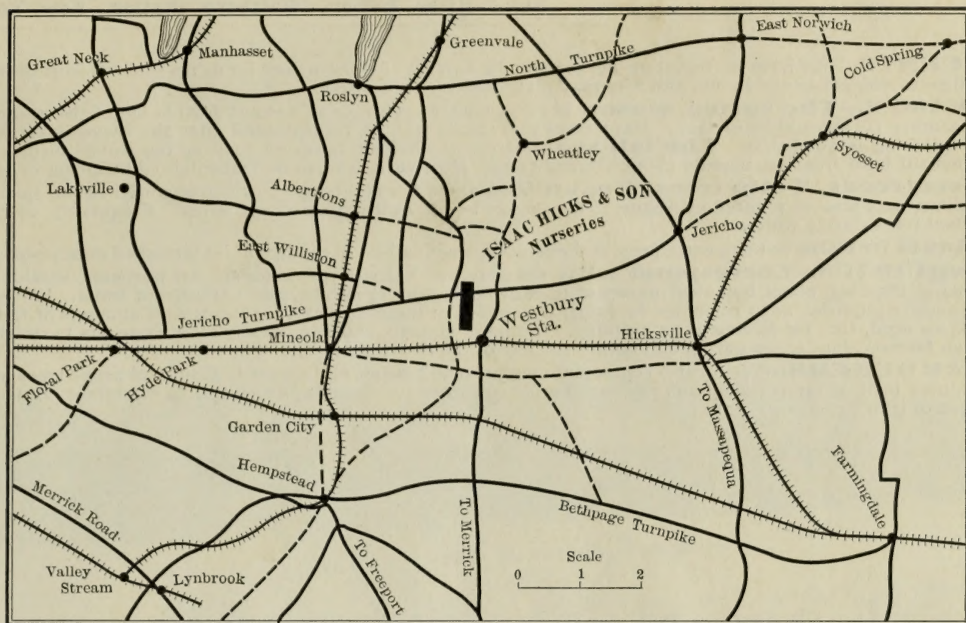 East Norwich
Greenvale
Manhasset
Great Neck
North Turnpike
Cold Spring
Roslyn
Wheatley
Syosset
Lakeville
Albertsons
ISAAC HICKS & SON
Nurseries
Jericho
East Williston
Jericho Turnpike
Westbury
Sta.
Mineola
Hicksville
Floral Park
Hyde Park
Garden City
To Massapequa
Farmingdale
Hempstead
Merrick Road
To Merrick
Bethpage Turnpike
Valley
Stream
Lynbrook
To Freeport
Scale
0 1 2